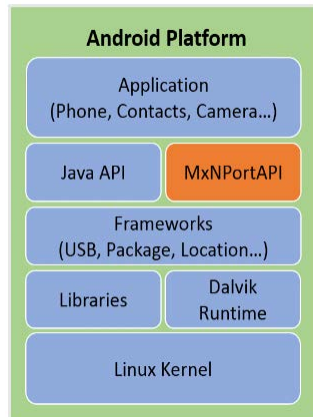 Android Platform
Application
(Phone, Contacts, Camera...)
Java API
MxNPortAPI
Frameworks
(USB, Package, Location...)
Libraries
Dalvik
Runtime
Linux Kernel